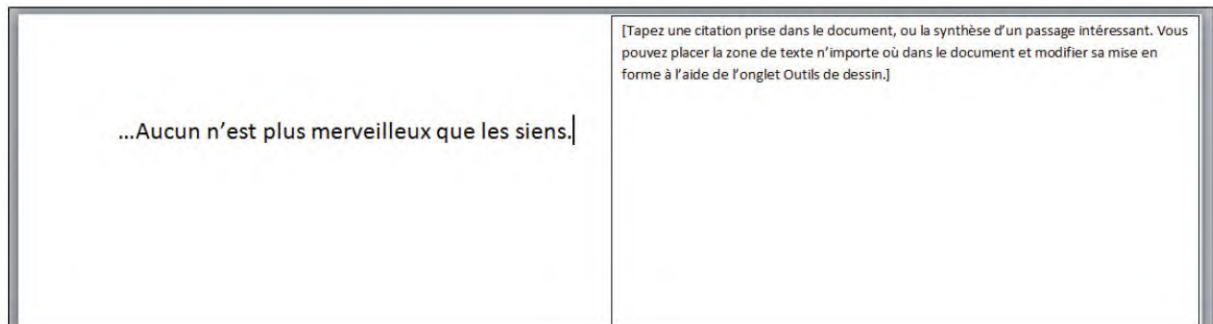 …Aucun n’est plus merveilleux que les siens.
[Tapez une citation prise dans le document, ou la synthèse d’un passage intéressant. Vous
pouvez placer la zone de texte n’importe où dans le document et modifier sa mise en
forme à l’aide de l’onglet Outils de dessin.]